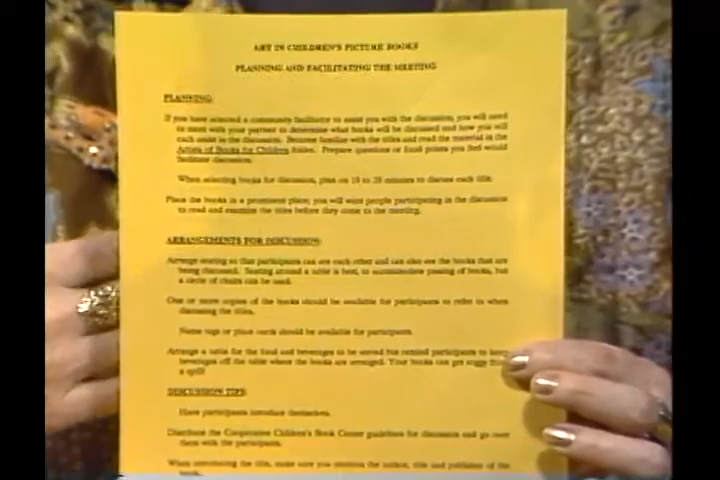 ART IN CHILDREN'S PICTURE BOOKS
PLANNING AND FACILITATING THE MEETING
PLANNING:
If you have selected a community facilitator to assist you with the discussion, you will need
to meet with your partner to determine what books will be discussed and how you will
each assist in the discussion. Become familiar with the titles and read the material in the
Artists of Books for Children folder. Prepare questions or focal points you feel would
facilitate discussion.
When selecting books for discussion, plan on 15 to 20 minutes to discuss each title.
Place the books in a prominent place; you will want people participating in the discussion
to read and examine the titles before they come to the meeting.
ARRANGEMENTS FOR DISCUSSION:
Arrange seating so that participants can see each other and can also see the books that are
being discussed. Seating around a table is best, to accommodate passing of books, but
a circle of chairs can be used.
One or more copies of the books should be available for participants to refer to when
discussing the titles.
Name tags or place cards should be available for participants.
Arrange a table for the food and beverages to be served but remind participants to keep
beverages off the table where the books are arranged. Your books can get soggy from
a spill!
DISCUSSION TIPS:
Have participants introduce themselves.
Distribute the Cooperative Children's Book Center guidelines for discussion and go over
them with the participants.
When introducing the title, make sure you mention the author, title and publisher of the
book.